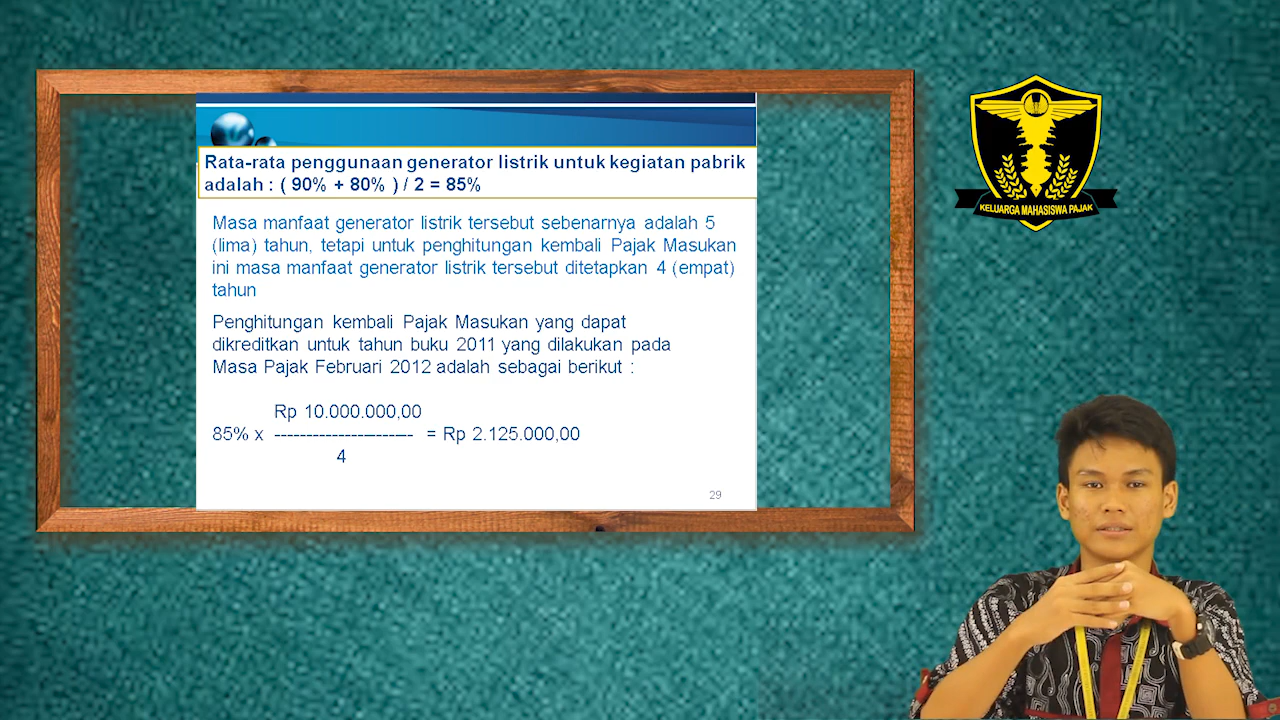 Rata-rata penggunaan generator listrik untuk kegiatan pabrik
adalah : ( 90% + 80% ) / 2 = 85%
Masa manfaat generator listrik tersebut sebenarnya adalah 5
(lima) tahun, tetapi untuk penghitungan kembali Pajak Masukan
ini masa manfaat generator listrik tersebut ditetapkan 4 (empat)
tahun
Penghitungan kembali Pajak Masukan yang dapat
dikreditkan untuk tahun buku 2011 yang dilakukan pada
Masa Pajak Februari 2012 adalah sebagai berikut :
Rp 10.000.000,00
85% x ---------------------- = Rp 2.125.000,00
4
29
KELUARGA MAHASISWA PAJAK